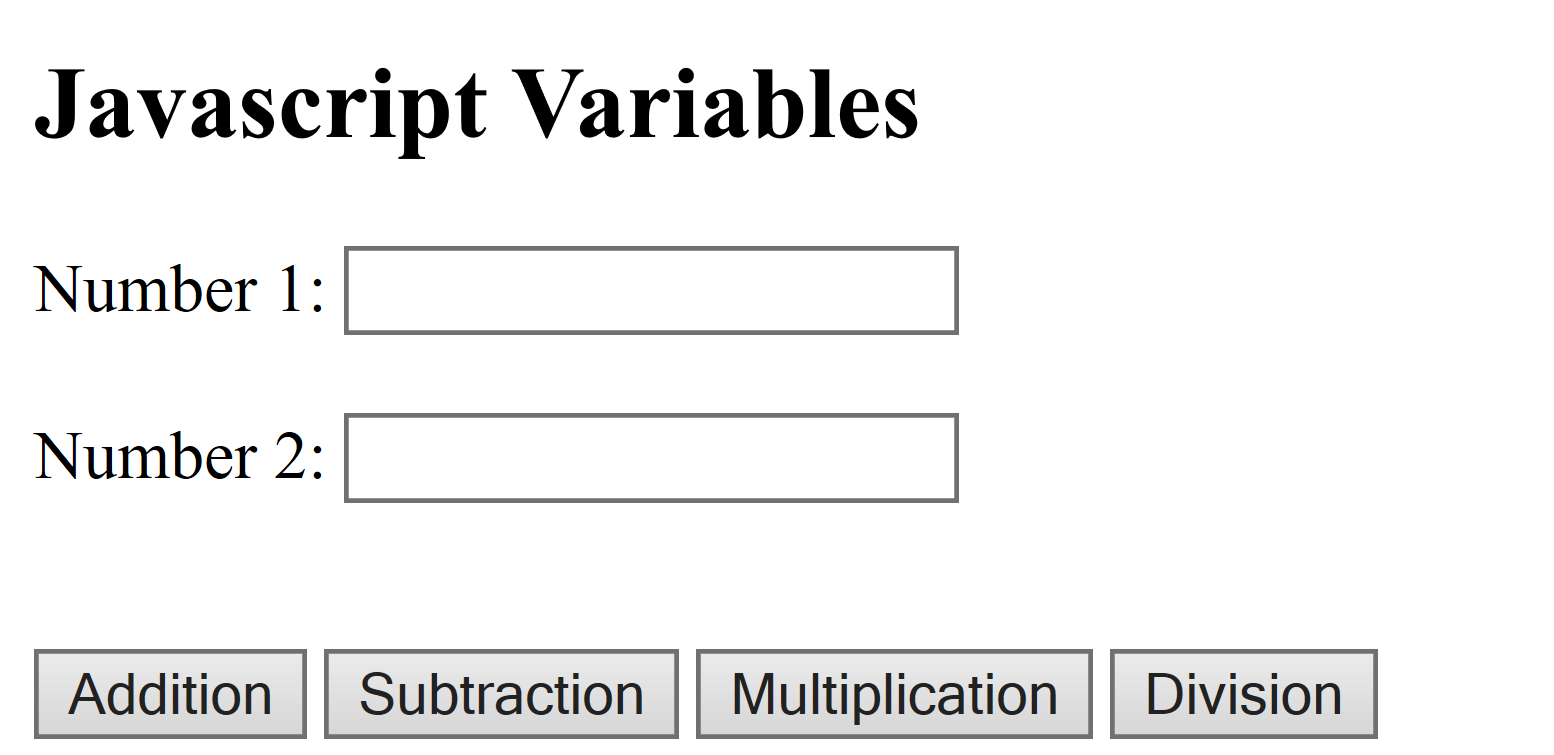 Javascript Variables
Number 1:
Number 2:
Addition Subtraction Multiplication Division